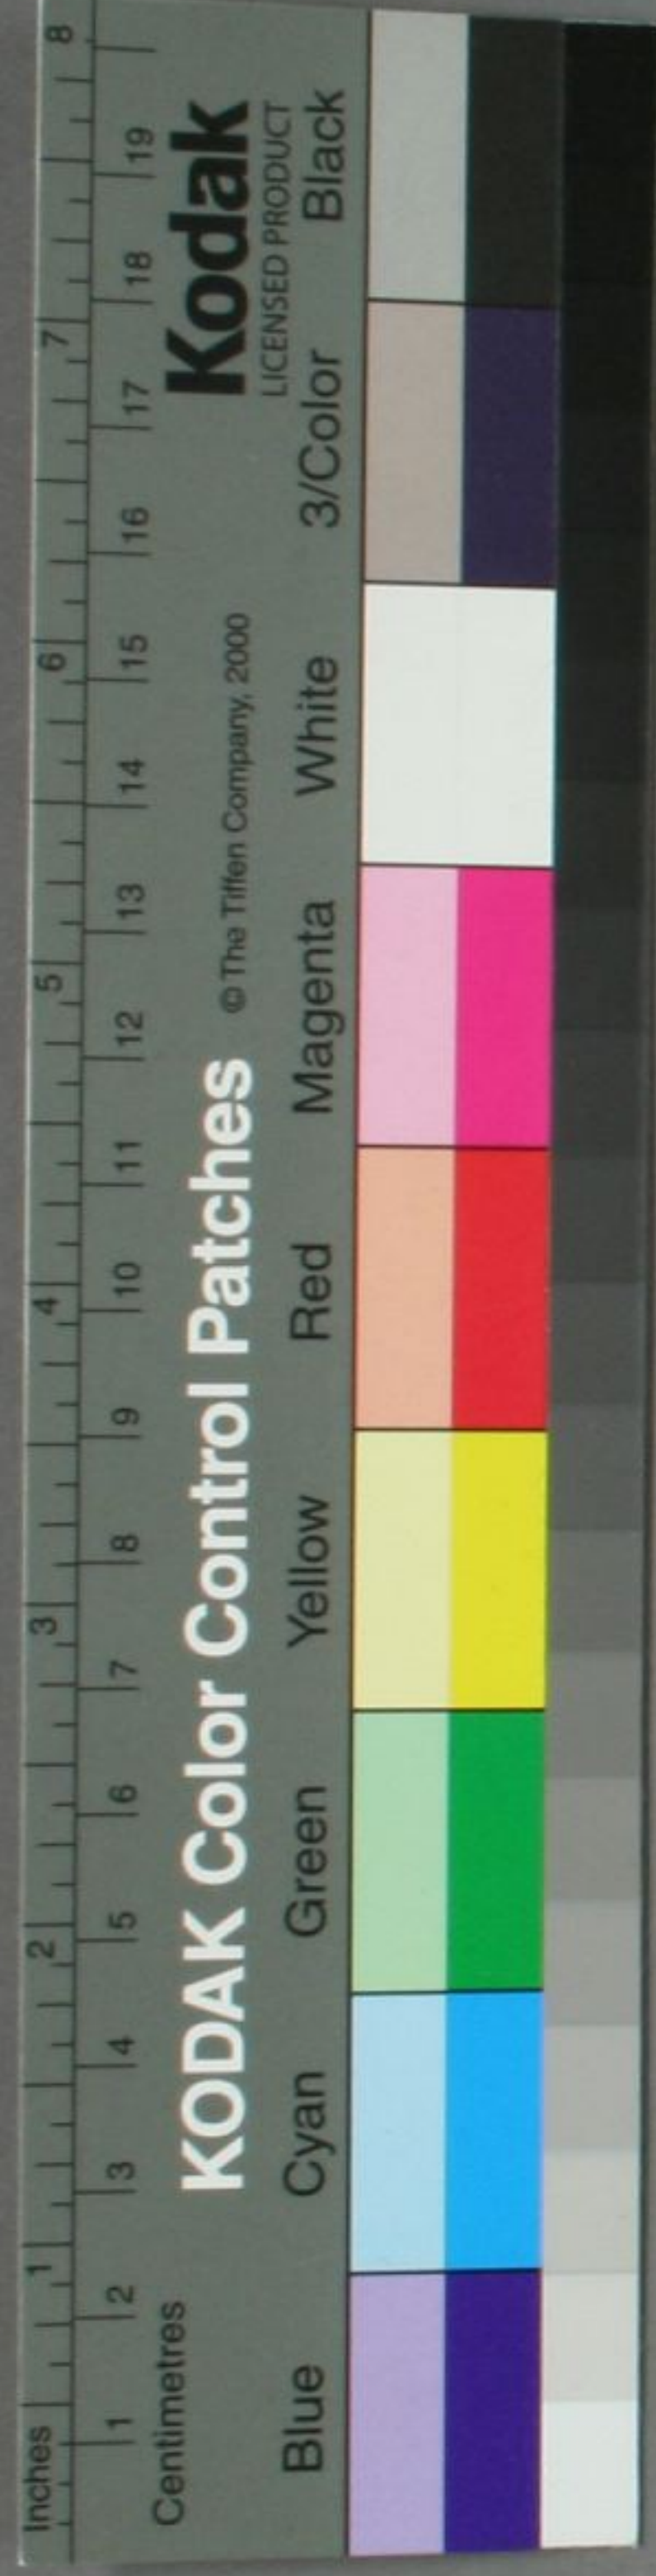 Inches 1 2 3 4 5 6 7 8
1 2 3 4 5 6 7 8 9 10 11 12 13 14 15 16 17 18 19
Centimetres
KODAK Color Control Patches
© The Tiffen Company, 2000
Kodak
LICENSED PRODUCT
Blue Cyan Green Yellow Red Magenta White 3/Color Black